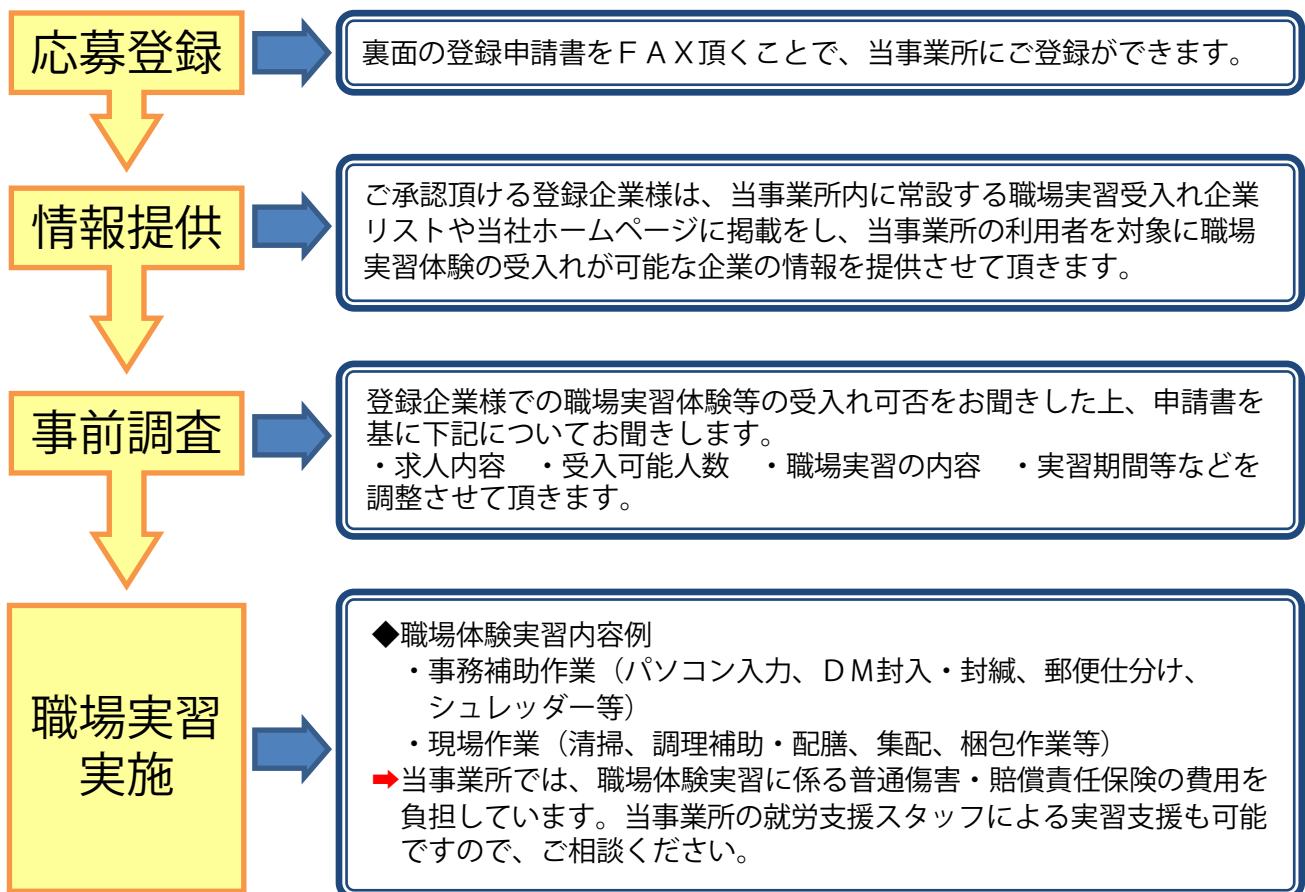 応募登録
裏面の登録申請書をＦＡＸ頂くことで、当事業所にご登録ができます。
情報提供
ご承認頂ける登録企業様は、当事業所内に常設する職場実習受入れ企業
リストや当社ホームページに掲載をし、当事業所の利用者を対象に職場
実習体験の受入れが可能な企業の情報を提供させて頂きます。
事前調査
登録企業様での職場実習体験等の受入れ可否をお聞きした上、申請書を
基に下記についてお聞きします。
・求人内容　・受入可能人数　・職場実習の内容　・実習期間等などを
調整させて頂きます。
職場実習
実施
◆職場体験実習内容例
・事務補助作業（パソコン入力、ＤＭ封入・封緘、郵便仕分け、
シュレッダー等）
・現場作業（清掃、調理補助・配膳、集配、梱包作業等）
➡当事業所では、職場体験実習に係る普通傷害・賠償責任保険の費用を
負担しています。当事業所の就労支援スタッフによる実習支援も可能
ですので、ご相談ください。